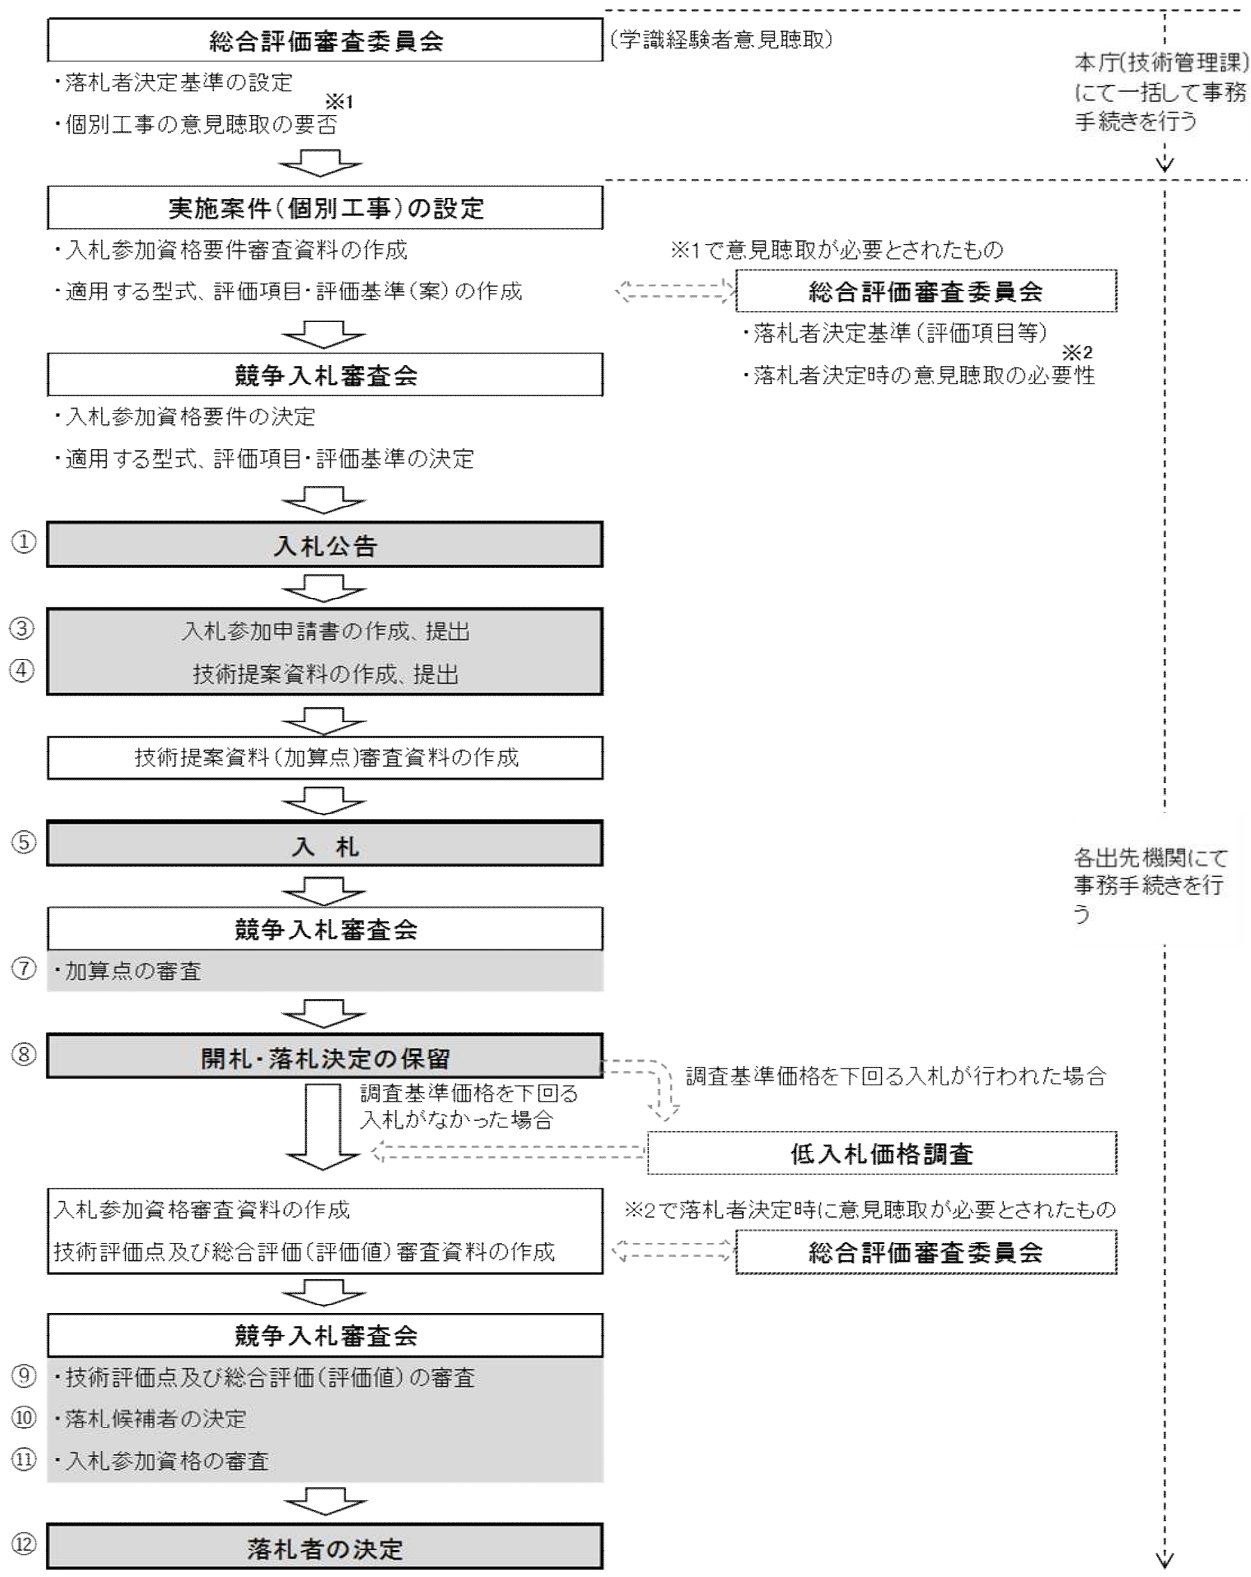 総合評価審査委員会
(学識経験者意見聴取)
・落札者決定基準の設定
※1
・個別工事の意見聴取の要否
本庁(技術管理課)
にて一括して事務
手続きを行う
実施案件(個別工事)の設定
・入札参加資格要件審査資料の作成
・適用する型式、評価項目・評価基準(案)の作成
※1で意見聴取が必要とされたもの
総合評価審査委員会
・落札者決定基準(評価項目等)
※2
・落札者決定時の意見聴取の必要性
競争入札審査会
・入札参加資格要件の決定
・適用する型式、評価項目・評価基準の決定
① 入札公告
③ 入札参加申請書の作成、提出
④ 技術提案資料の作成、提出
技術提案資料(加算点)審査資料の作成
⑤ 入 札
各出先機関にて
事務手続きを行
う
競争入札審査会
⑦ ・加算点の審査
⑧ 開札・落札決定の保留
調査基準価格を下回る入札が行われた場合
調査基準価格を下回る
入札がなかった場合
低入札価格調査
入札参加資格審査資料の作成
技術評価点及び総合評価(評価値)審査資料の作成
※2で落札者決定時に意見聴取が必要とされたもの
総合評価審査委員会
競争入札審査会
⑨ ・技術評価点及び総合評価(評価値)の審査
⑩ ・落札候補者の決定
⑪ ・入札参加資格の審査
⑫ 落札者の決定